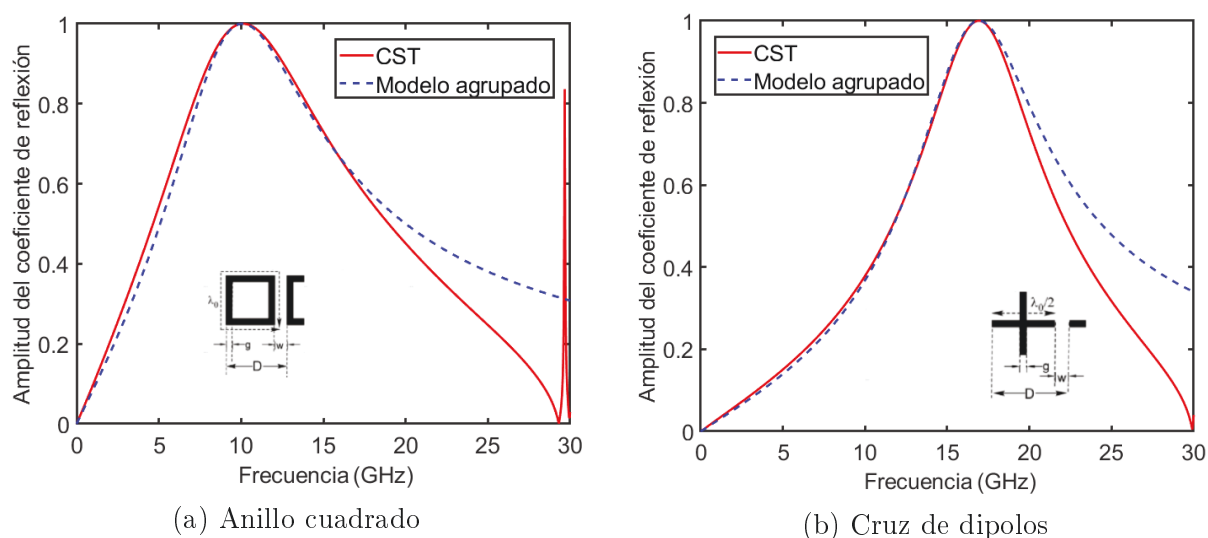 Amplitud del coeficiente de reflexión
1
0.8
0.6
0.4
0.2
0
CST
Modelo agrupado
λ0
g
w
D
0 5 10 15 20 25 30
Frecuencia (GHz)
(a) Anillo cuadrado
Amplitud del coeficiente de reflexión
1
0.8
0.6
0.4
0.2
0
CST
Modelo agrupado
λ0/2
g
w
D
0 5 10 15 20 25 30
Frecuencia (GHz)
(b) Cruz de dipolos